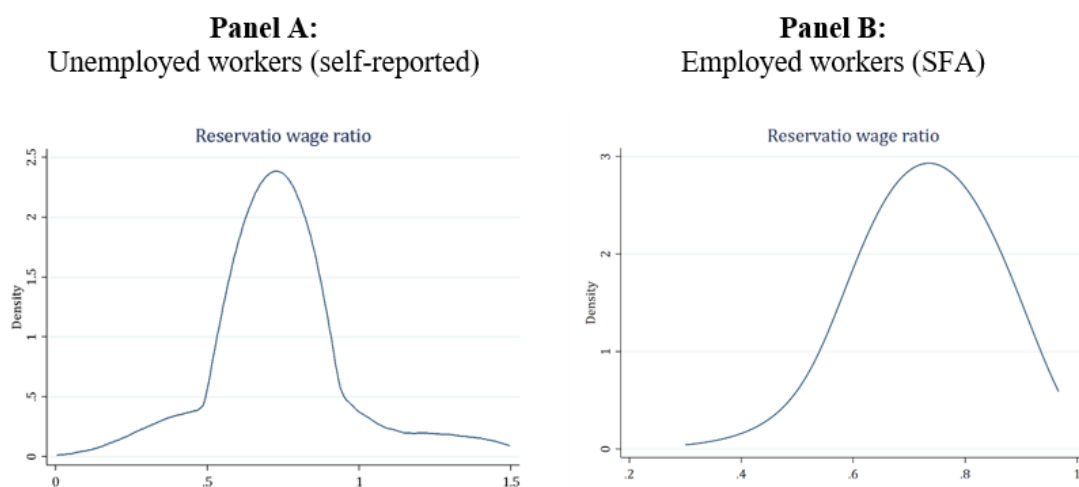 Panel A:
Unemployed workers (self-reported)
Reservatio wage ratio
Density
2.5
2
1.5
1
.5
0
0 .5 1 1.5
Panel B:
Employed workers (SFA)
Reservatio wage ratio
Density
3
2
1
0
.2 .4 .6 .8 1